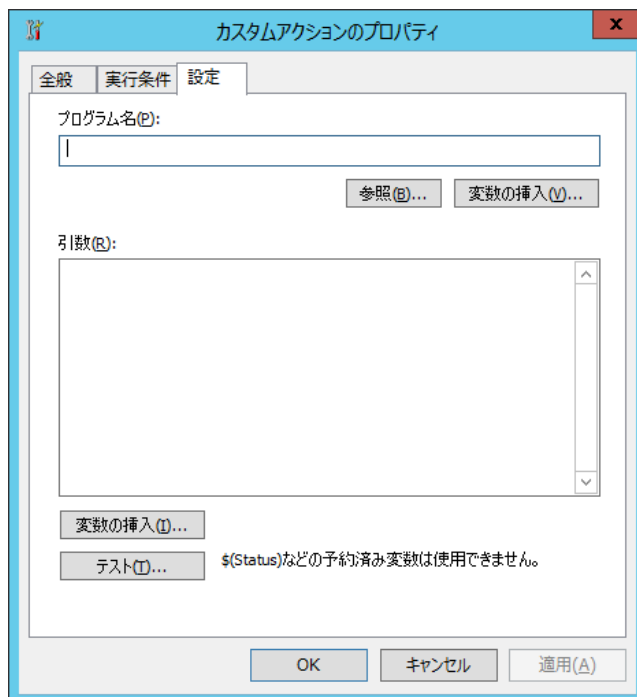 カスタムアクションのプロパティ
x
全般 実行条件 設定
プログラム名(P):
参照(B)... 変数の挿入(V)...
引数(R):
変数の挿入(I)...
テスト(T)... $(Status)などの予約済み変数は使用できません。
OK キャンセル 適用(A)